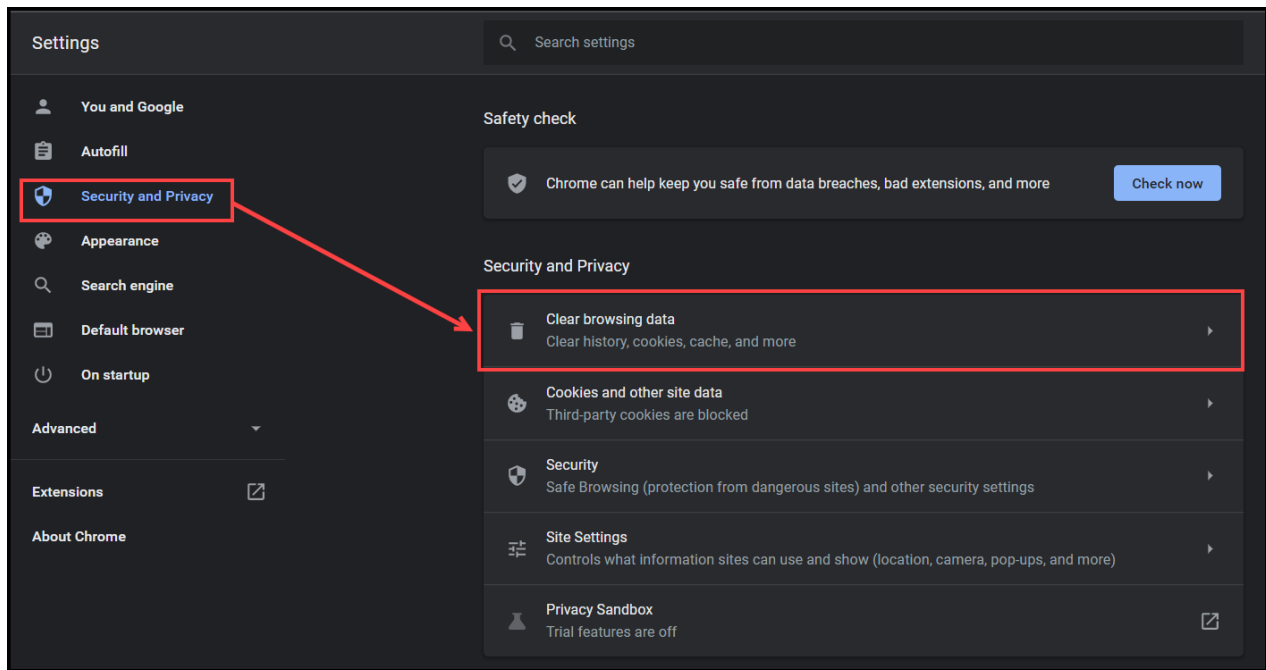 Settings
Search settings
You and Google
Autofill
Security and Privacy
Appearance
Search engine
Default browser
On startup
Advanced
Extensions
About Chrome
Safety check
Chrome can help keep you safe from data breaches, bad extensions, and more
Check now
Security and Privacy
Clear browsing data
Clear history, cookies, cache, and more
Cookies and other site data
Third-party cookies are blocked
Security
Safe Browsing (protection from dangerous sites) and other security settings
Site Settings
Controls what information sites can use and show (location, camera, pop-ups, and more)
Privacy Sandbox
Trial features are off